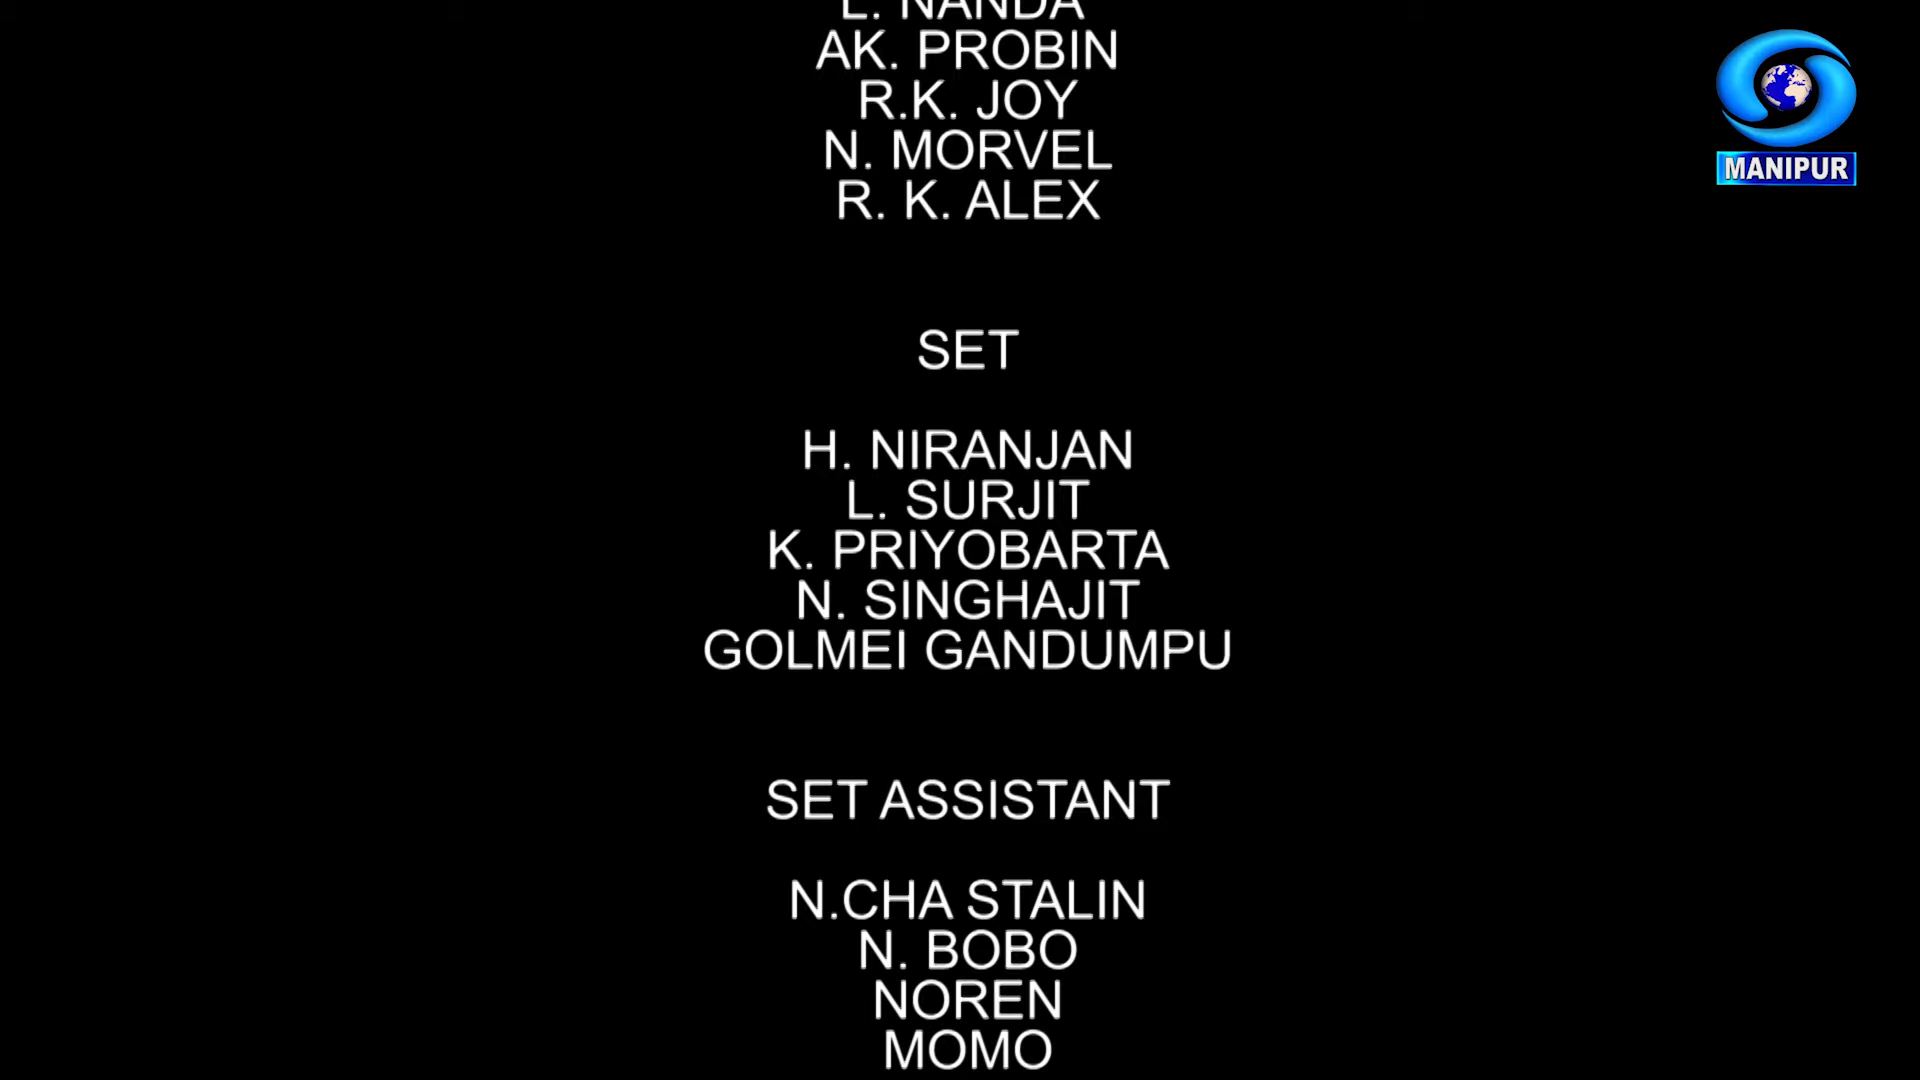 L. NANDA
AK. PROBIN
R.K. JOY
N. MORVEL
R. K. ALEX
MANIPUR
SET
H. NIRANJAN
L. SURJIT
K. PRIYOBARTA
N. SINGHAJIT
GOLMEI GANDUMPU
SET ASSISTANT
N.CHA STALIN
N. BOBO
NOREN
MOMO